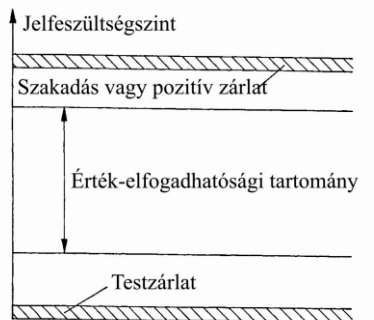 Jelfeszültségszint
Szakadás vagy pozitív zárlat
Érték-elfogadhatósági tartomány
Testzárlat